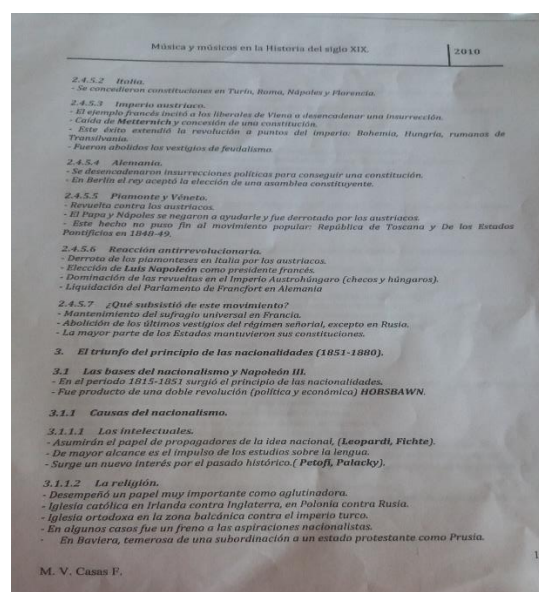 Música y músicos en la Historia del siglo XIX.
2010
2.4.5.2 Italia.
- Se concedieron constituciones en Turín, Roma, Nápoles y Florencia.
2.4.5.3 Imperio austriaco.
- El ejemplo francés incitó a los liberales de Viena a desencadenar una insurrección.
- Caída de Metternich y concesión de una constitución.
- Este éxito extendió la revolución a puntos del imperio: Bohemia, Hungría, rumanos de
Transilvania.
- Fueron abolidos los vestigios de feudalismo.
2.4.5.4 Alemania.
- Se desencadenaron insurrecciones políticas para conseguir una constitución.
- En Berlín el rey aceptó la elección de una asamblea constituyente.
2.4.5.5 Piamonte y Véneto.
- Revuelta contra los austriacos.
- El Papa y Nápoles se negaron a ayudarle y fue derrotado por los austriacos.
- Este hecho no puso fin al movimiento popular: República de Toscana y De los Estados
Pontificios en 1848-49.
2.4.5.6 Reacción antirrevolucionaria.
- Derrota de los piamonteses en Italia por los austriacos.
- Elección de Luis Napoleón como presidente francés.
- Dominación de las revueltas en el Imperio Austrohúngaro (checos y húngaros).
- Liquidación del Parlamento de Francfort en Alemania
2.4.5.7 ¿Qué subsistió de este movimiento?
- Mantenimiento del sufragio universal en Francia.
- Abolición de los últimos vestigios del régimen señorial, excepto en Rusia.
- La mayor parte de los Estados mantuvieron sus constituciones.
3. El triunfo del principio de las nacionalidades (1851-1880).
3.1 Las bases del nacionalismo y Napoleón III.
- En el periodo 1815-1851 surgió el principio de las nacionalidades.
- Fue producto de una doble revolución (política y económica) HOBSBAWN.
3.1.1 Causas del nacionalismo.
3.1.1.1 Los intelectuales.
- Asumirán el papel de propagadores de la idea nacional, (Leopardi, Fichte).
- De mayor alcance es el impulso de los estudios sobre la lengua.
- Surge un nuevo interés por el pasado histórico.( Petofi, Palacky).
3.1.1.2 La religión.
- Desempeñó un papel muy importante como aglutinadora.
- Iglesia católica en Irlanda contra Inglaterra, en Polonia contra Rusia.
- Iglesia ortodoxa en la zona balcánica contra el imperio turco.
- En algunos casos fue un freno a las aspiraciones nacionalistas.
- En Baviera, temerosa de una subordinación a un estado protestante como Prusia.
1
M. V. Casas F.